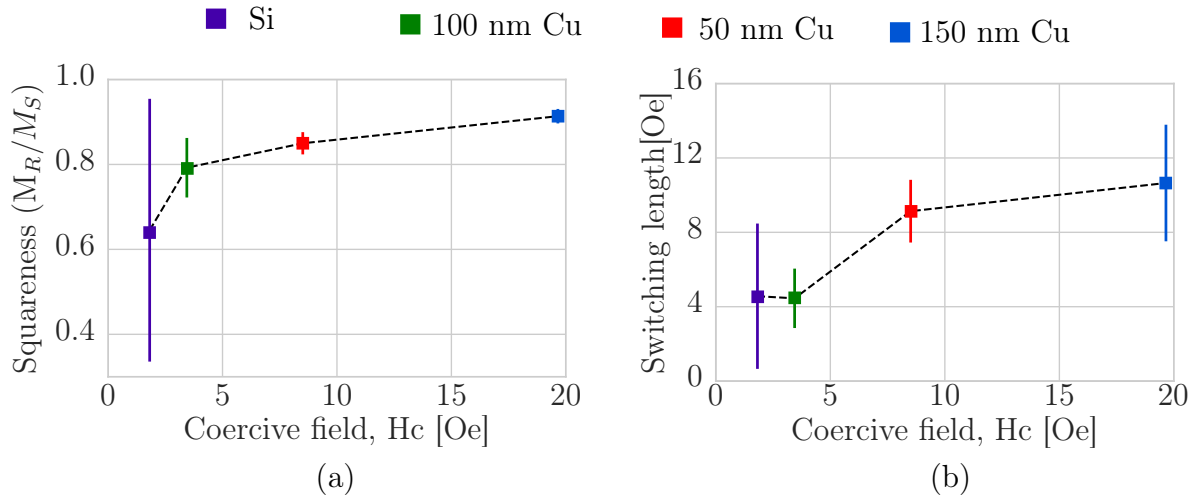 Si
100 nm Cu
50 nm Cu
150 nm Cu
Squareness (M_R/M_S)
1.0
0.8
0.6
0.4
0
5
10
15
20
Coercive field, Hc [Oe]
(a)
Switching length[Oe]
16
12
8
4
0
0
5
10
15
20
Coercive field, Hc [Oe]
(b)